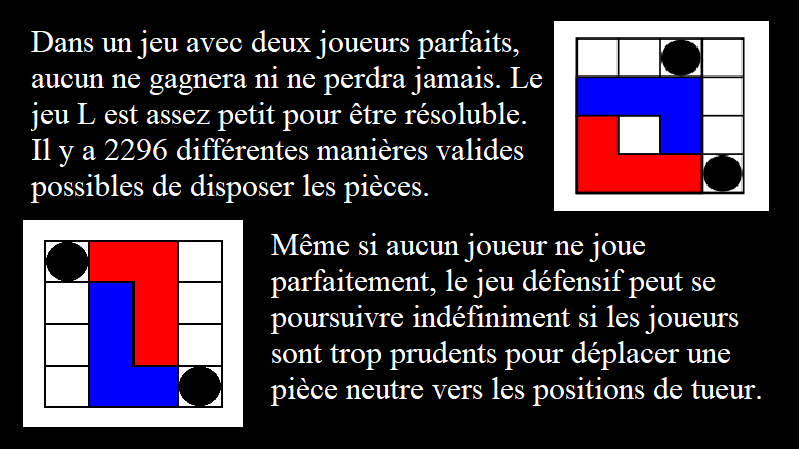 Dans un jeu avec deux joueurs parfaits,
aucun ne gagnera ni ne perdra jamais. Le
jeu L est assez petit pour être résoluble.
Il y a 2296 différentes manières valides
possibles de disposer les pièces.
Même si aucun joueur ne joue
parfaitement, le jeu défensif peut se
poursuivre indéfiniment si les joueurs
sont trop prudents pour déplacer une
pièce neutre vers les positions de tueur.